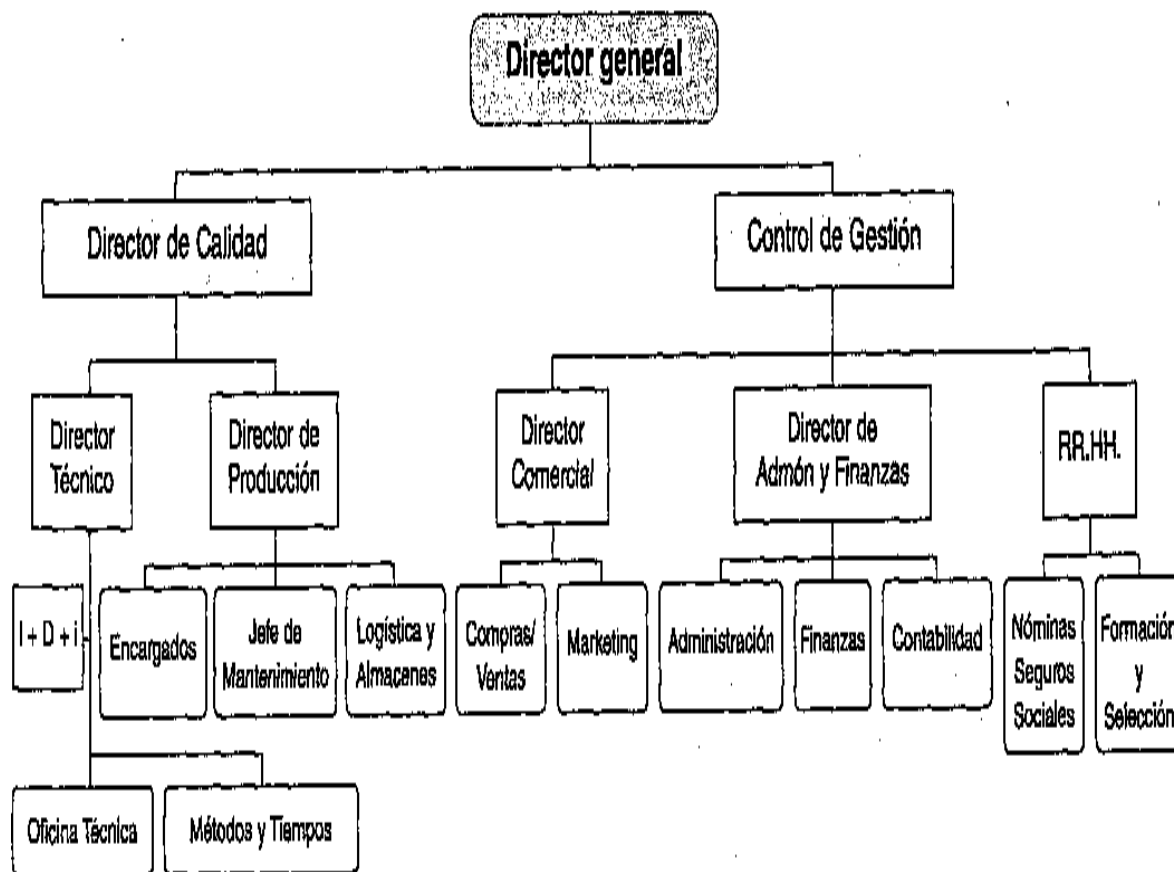 Director general
Director de Calidad
Control de Gestión
Director
Técnico
Director de
Producción
Director
Comercial
Director de
Admón y Finanzas
RR.HH.
I + D + i
Encargados
Jefe de
Mantenimiento
Logística y
Almacenes
Compras/
Ventas
Marketing
Administración
Finanzas
Contabilidad
Nóminas
Seguros
Sociales
Formación
y
Selección
Oficina Técnica
Métodos y Tiempos